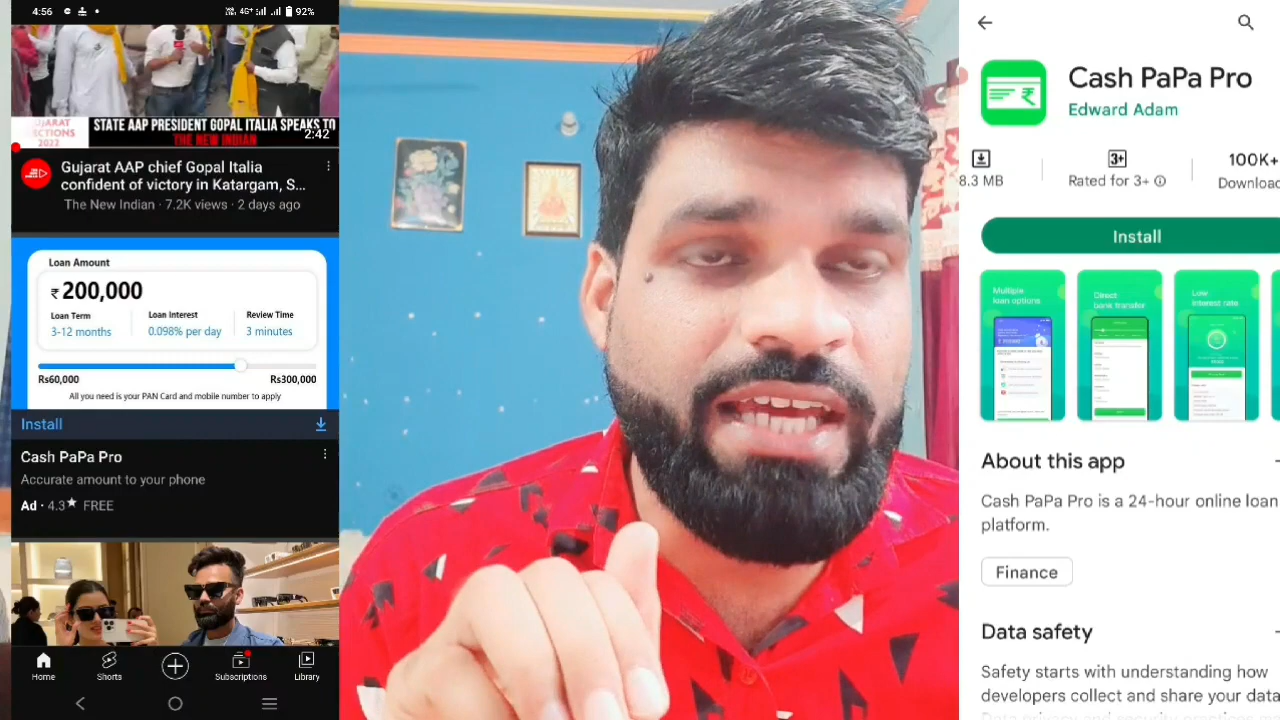 4:56
4G+
92%
STATE AAP PRESIDENT GOPAL ITALIA SPEAKS TO
THE NEW INDIAN
2022
2:42
Gujarat AAP chief Gopal Italia
confident of victory in Katargam, S...
The New Indian · 7.2K views · 2 days ago
Loan Amount
₹ 200,000
Loan Term
Loan Interest
Review Time
3-12 months
0.098% per day
3 minutes
Rs60,000
Rs300,000
All you need is your PAN Card and mobile number to apply
Install
Cash PaPa Pro
Accurate amount to your phone
Ad · 4.3★ FREE
Home
Shorts
Subscriptions
Library
Cash PaPa Pro
Edward Adam
3+
100K+
8.3 MB
Rated for 3+
Install
Multiple
loan options
Direct
bank transfer
Low
interest rate
About this app
Cash PaPa Pro is a 24-hour online loan
platform.
Finance
Data safety
Safety starts with understanding how
developers collect and share your data